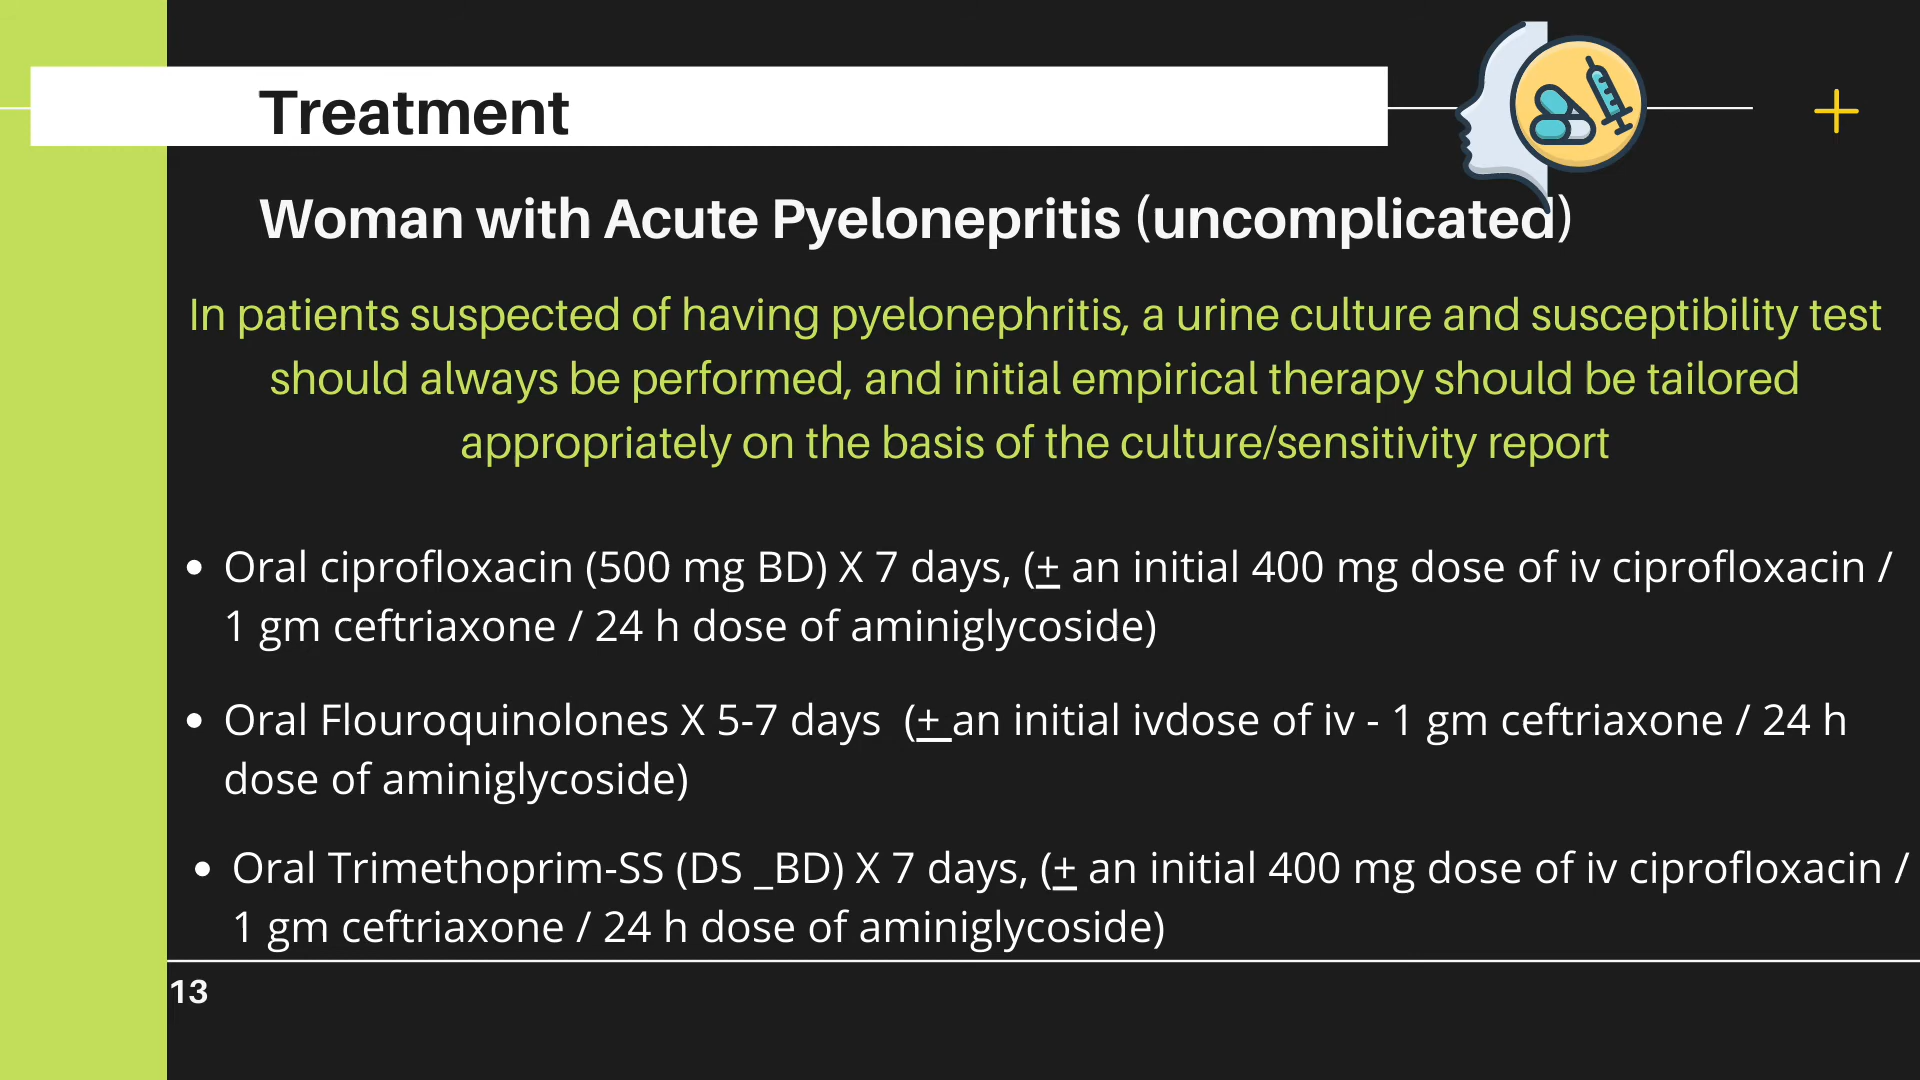 Treatment
Woman with Acute Pyelonepritis (uncomplicated)
In patients suspected of having pyelonephritis, a urine culture and susceptibility test
should always be performed, and initial empirical therapy should be tailored
appropriately on the basis of the culture/sensitivity report
• Oral ciprofloxacin (500 mg BD) X 7 days, (+ an initial 400 mg dose of iv ciprofloxacin /
1 gm ceftriaxone / 24 h dose of aminiglycoside)
• Oral Flouroquinolones X 5-7 days (+ an initial ivdose of iv - 1 gm ceftriaxone / 24 h
dose of aminiglycoside)
• Oral Trimethoprim-SS (DS _BD) X 7 days, (+ an initial 400 mg dose of iv ciprofloxacin /
1 gm ceftriaxone / 24 h dose of aminiglycoside)
13